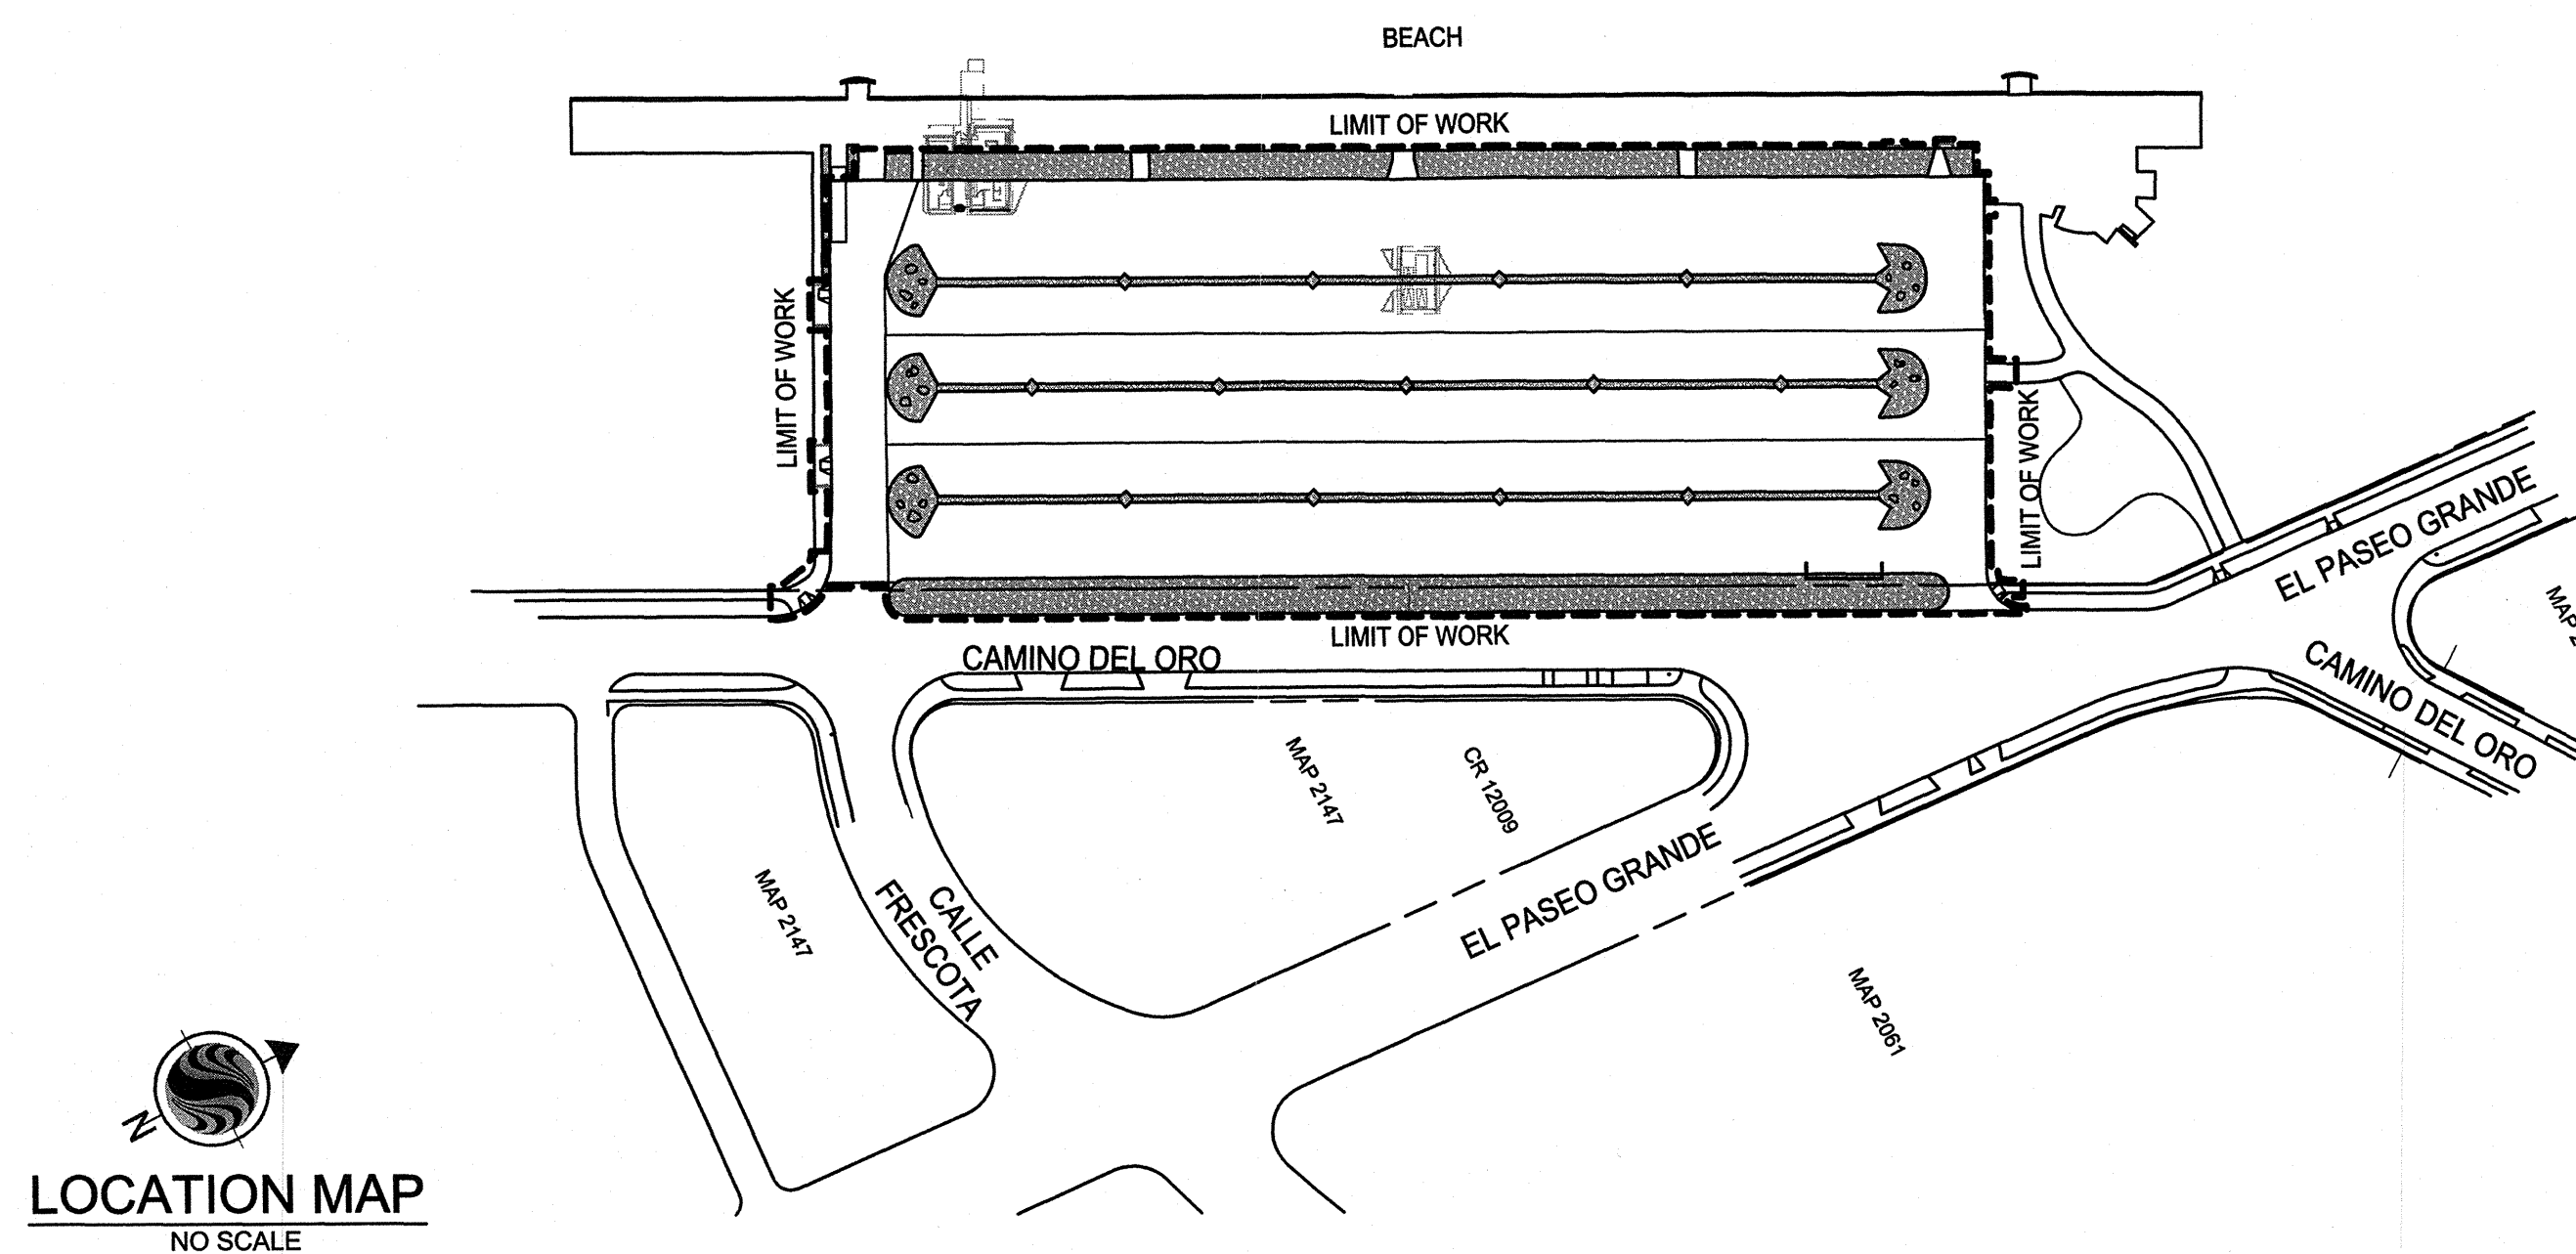 BEACH
LIMIT OF WORK
LIMIT OF WORK
LIMIT OF WORK
EL PASEO GRANDE
MAP
LIMIT OF WORK
CAMINO DEL ORO
CAMINO DEL ORO
MAP 2147
CR 12009
EL PASEO GRANDE
MAP 2147
CALLE
FRESCOTA
MAP 2061
N
LOCATION MAP
NO SCALE